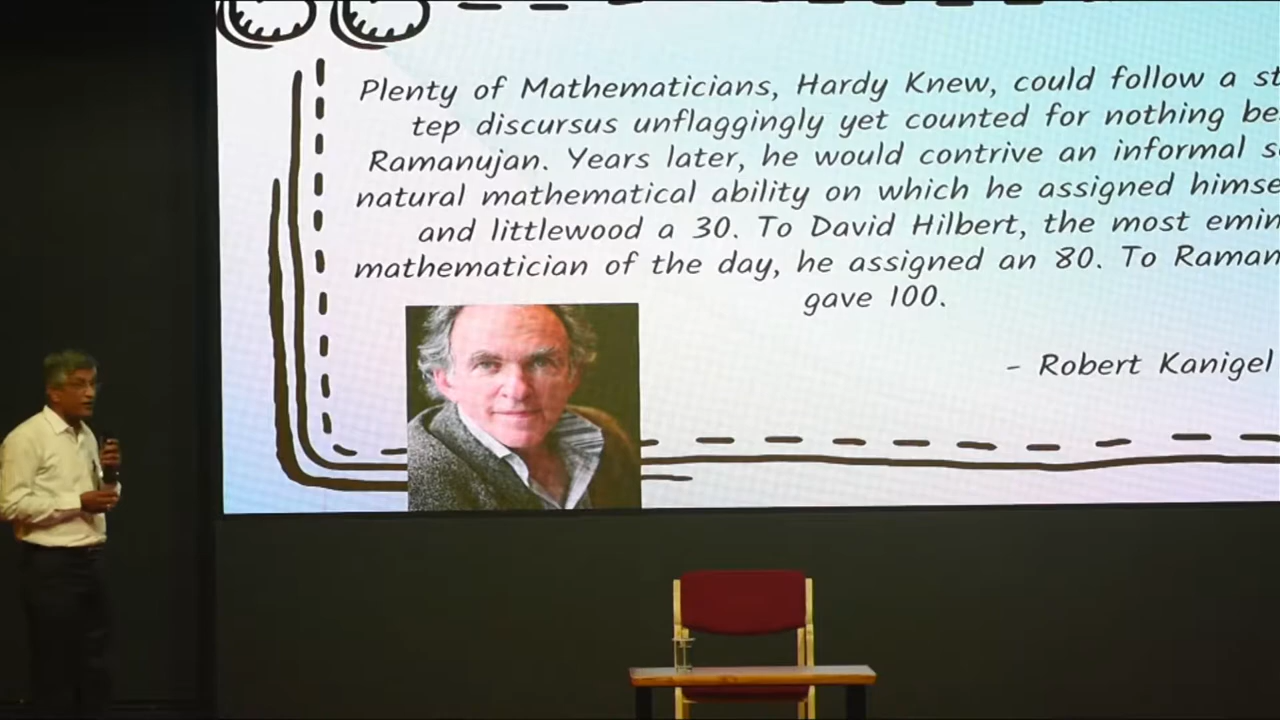 Plenty of Mathematicians, Hardy Knew, could follow a st
tep discursus unflaggingly yet counted for nothing be
Ramanujan. Years later, he would contrive an informal s
natural mathematical ability on which he assigned himse
and littlewood a 30. To David Hilbert, the most emin
mathematician of the day, he assigned an 80. To Raman
gave 100.
- Robert Kanigel